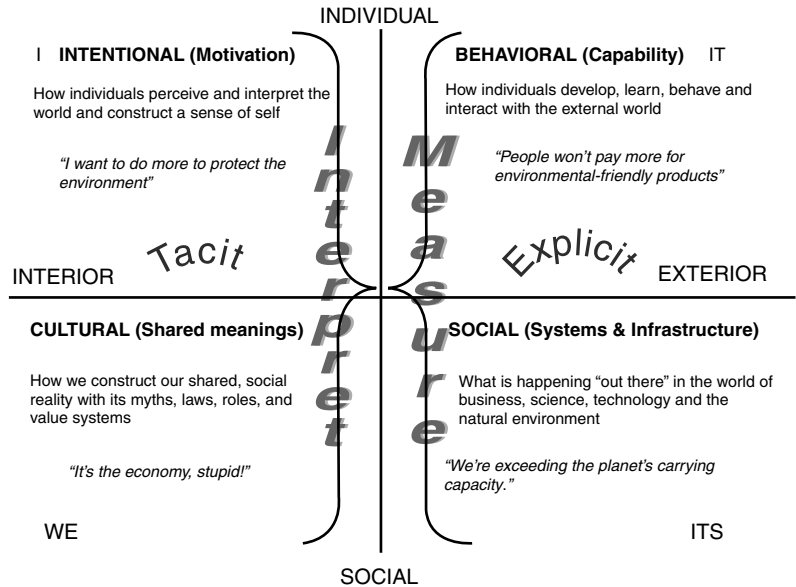 INDIVIDUAL
I INTENTIONAL (Motivation)
How individuals perceive and interpret the
world and construct a sense of self
“I want to do more to protect the
environment”
BEHAVIORAL (Capability) IT
How individuals develop, learn, behave and
interact with the external world
“People won’t pay more for
environmental-friendly products”
Interpret
Measure
Tacit
Explicit
INTERIOR
EXTERIOR
CULTURAL (Shared meanings)
How we construct our shared, social
reality with its myths, laws, roles, and
value systems
“It’s the economy, stupid!”
WE
SOCIAL (Systems & Infrastructure)
What is happening “out there” in the world of
business, science, technology and the
natural environment
“We’re exceeding the planet’s carrying
capacity.”
ITS
SOCIAL